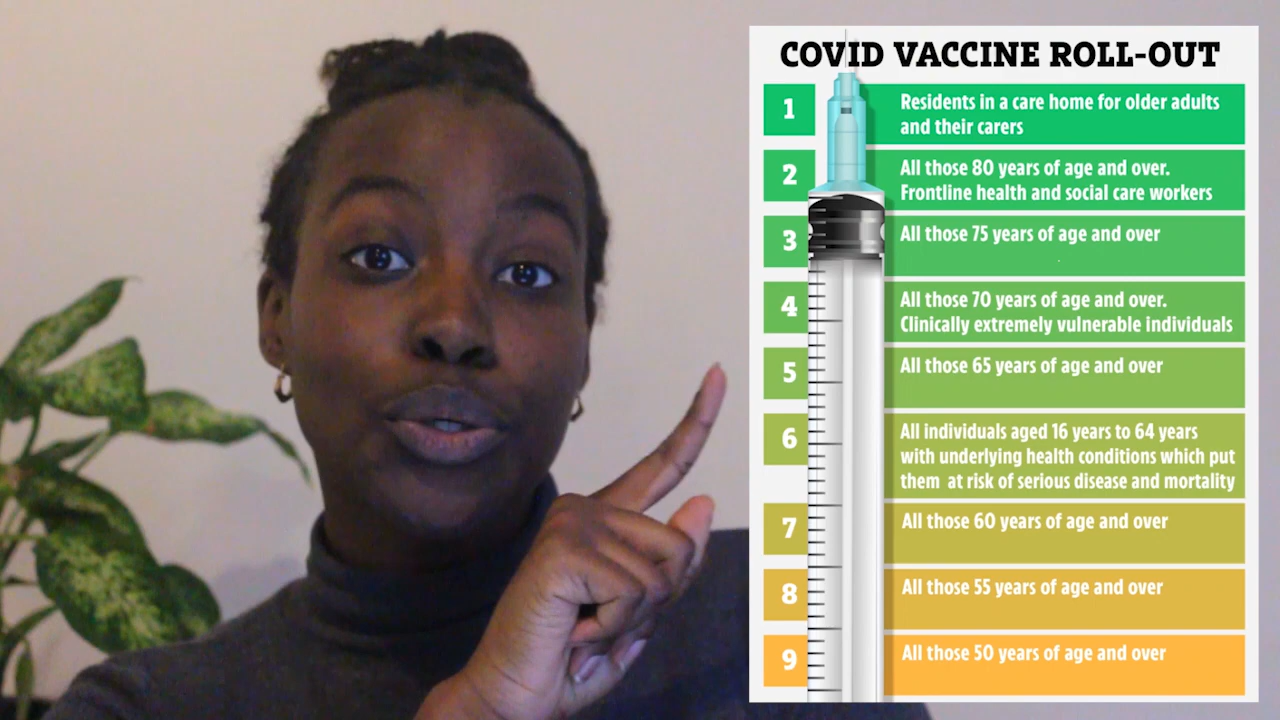 COVID VACCINE ROLL-OUT
1
Residents in a care home for older adults
and their carers
2
All those 80 years of age and over.
Frontline health and social care workers
3
All those 75 years of age and over
4
All those 70 years of age and over.
Clinically extremely vulnerable individuals
5
All those 65 years of age and over
6
All individuals aged 16 years to 64 years
with underlying health conditions which put
them at risk of serious disease and mortality
7
All those 60 years of age and over
8
All those 55 years of age and over
9
All those 50 years of age and over